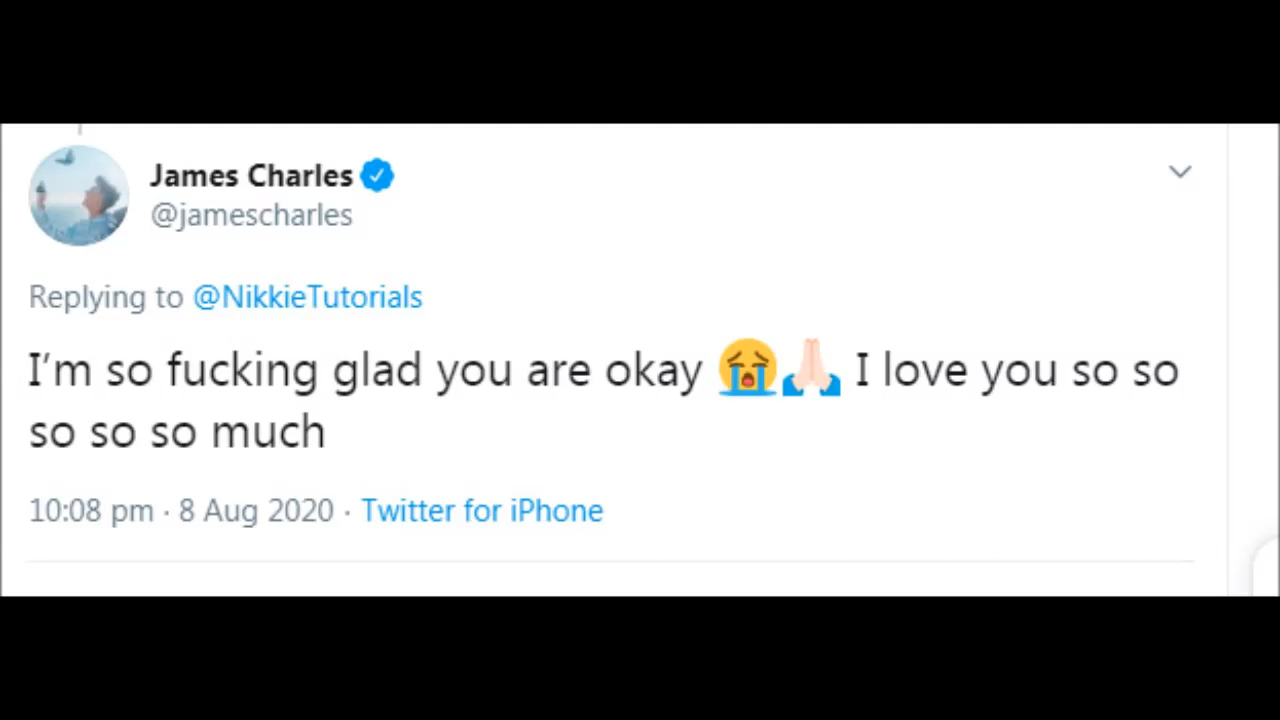 James Charles
@jamescharles
Replying to @NikkieTutorials
I’m so fucking glad you are okay 😭🙏🏻 I love you so so
so so so much
10:08 pm · 8 Aug 2020 · Twitter for iPhone